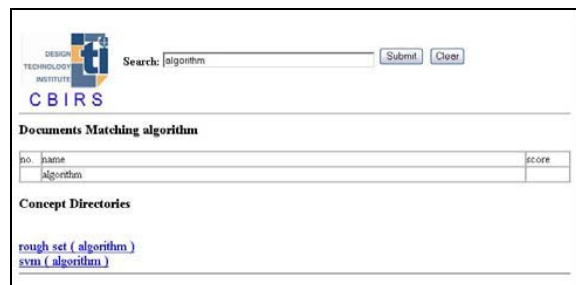 DESIGN
TECHNOLOGY
INSTITUTE
dti
CBIRS
Search: algorithm Submit Clear
Documents Matching algorithm
no. name score
algorithm
Concept Directories
rough set ( algorithm )
svm ( algorithm )